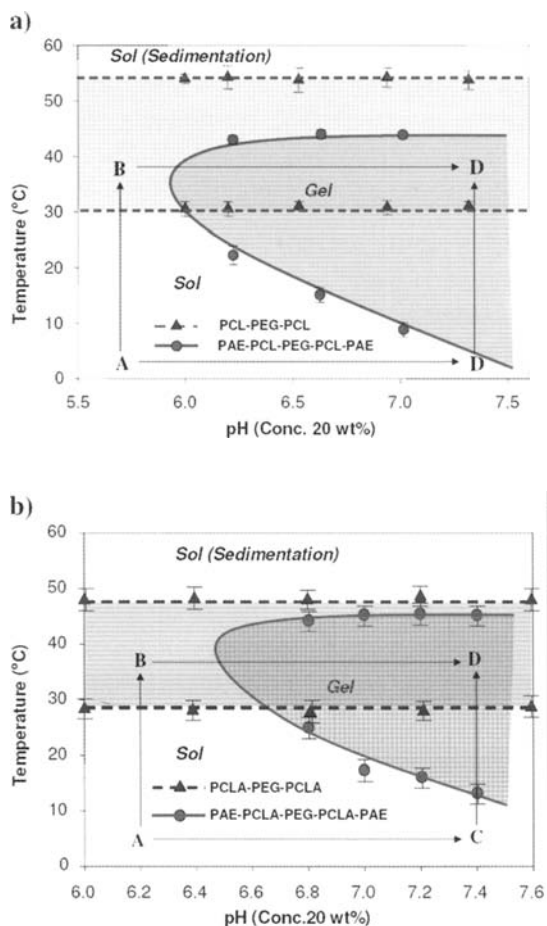 a)
Sol (Sedimentation)
60
50
40
30
20
10
0
Temperature (°C)
B
D
Gel
Sol
PCL-PEG-PCL
PAE-PCL-PEG-PCL-PAE
A
D
5.5 6.0 6.5 7.0 7.5
pH (Conc. 20 wt%)
b)
Sol (Sedimentation)
60
50
40
30
20
10
0
Temperature (°C)
B
D
Gel
Sol
PCLA-PEG-PCLA
PAE-PCLA-PEG-PCLA-PAE
A
C
6.0 6.2 6.4 6.6 6.8 7.0 7.2 7.4 7.6
pH (Conc.20 wt%)